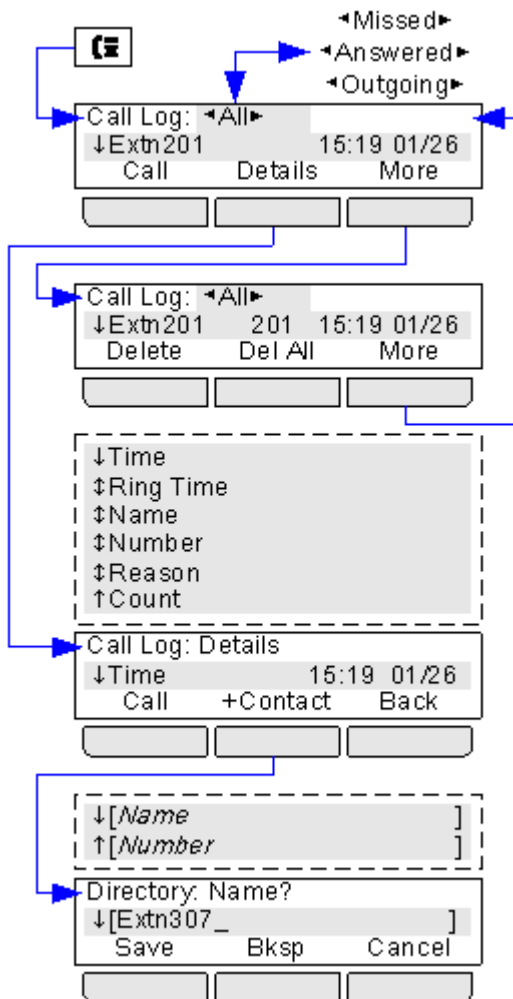 ◂Missed▸
◂Answered▸
◂Outgoing▸
Call Log: ◂All▸
↓Extn201 15:19 01/26
Call Details More
Call Log: ◂All▸
↓Extn201 201 15:19 01/26
Delete Del All More
↓Time
↕Ring Time
↕Name
↕Number
↕Reason
↑Count
Call Log: Details
↓Time 15:19 01/26
Call +Contact Back
↓[Name ]
↑[Number ]
Directory: Name?
↓[Extn307_ ]
Save Bksp Cancel